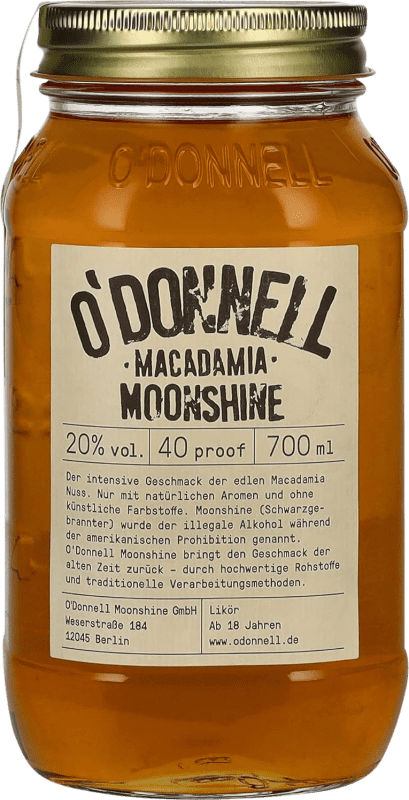 O'DONNELL
O'DONNELL
·MACADAMIA·
MOONSHINE
20% vol. 40 proof 700 ml
Der intensive Geschmack der edlen Macadamia
Nuss. Nur mit natürlichen Aromen und ohne
künstliche Farbstoffe. Moonshine (Schwarzge-
brannter) wurde der illegale Alkohol während
der amerikanischen Prohibition genannt.
O'Donnell Moonshine bringt den Geschmack der
alten Zeit zurück – durch hochwertige Rohstoffe
und traditionelle Verarbeitungsmethoden.
O'Donnell Moonshine GmbH
Weserstraße 184
12045 Berlin
Likör
Ab 18 Jahren
www.odonnell.de